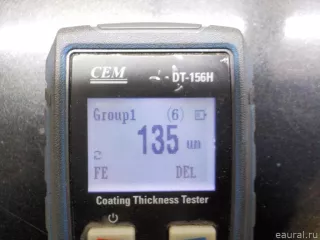 CEM DT-156H
Group1 (6)
135 um
FE DEL
Coating Thickness Tester
eaural.ru